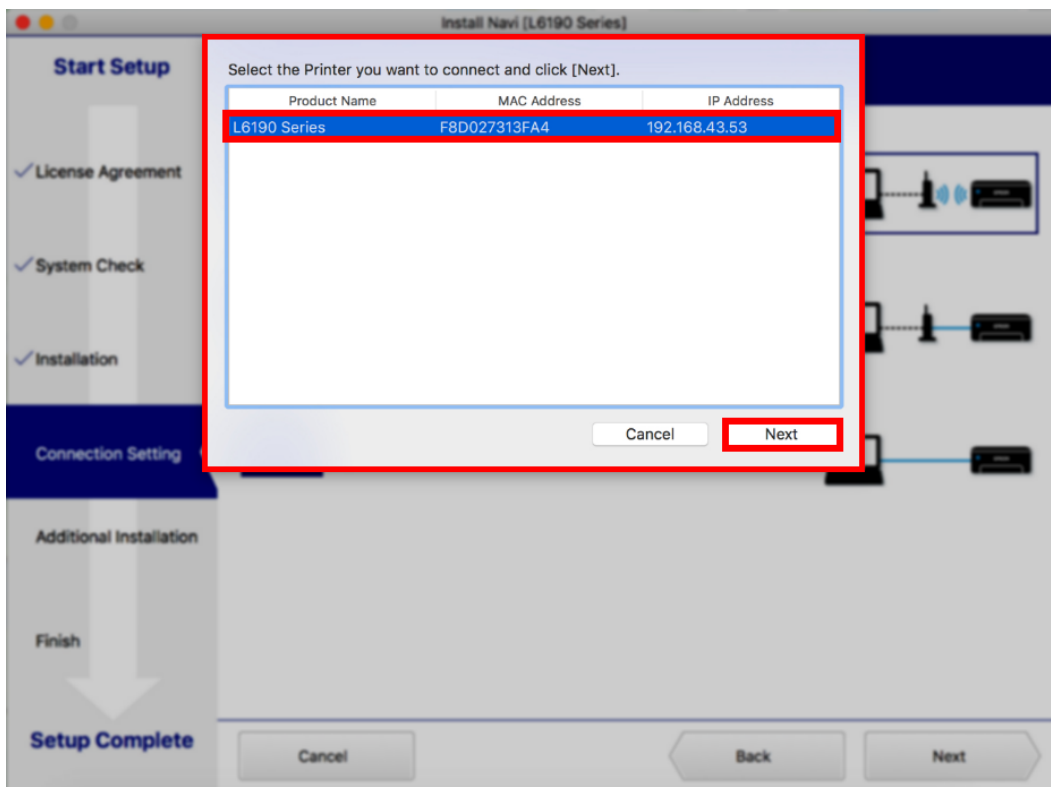 Install Navi [L6190 Series]
Start Setup
License Agreement
System Check
Installation
Connection Setting
Additional Installation
Finish
Setup Complete
Select the Printer you want to connect and click [Next].
Product Name MAC Address IP Address
L6190 Series F8D027313FA4 192.168.43.53
Cancel Next
Cancel Back Next